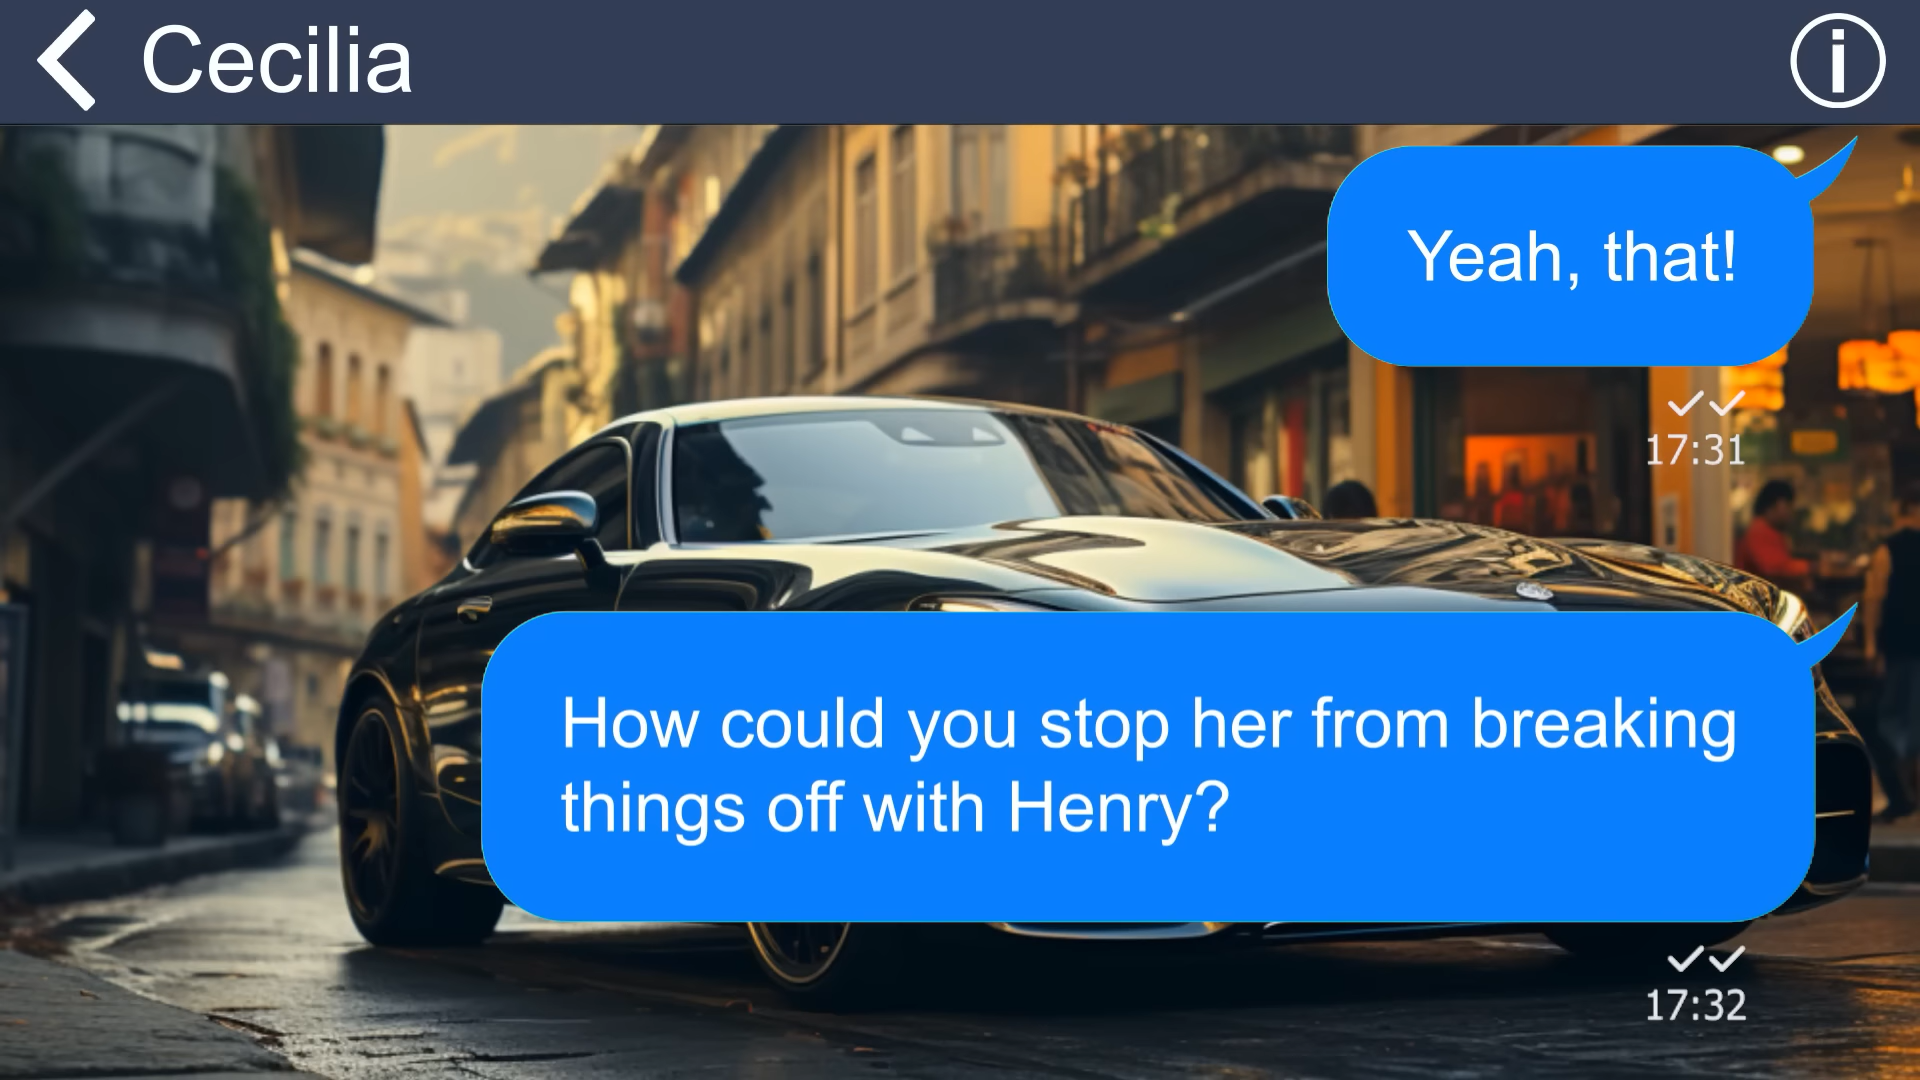 Cecilia
Yeah, that!
17:31
How could you stop her from breaking
things off with Henry?
17:32